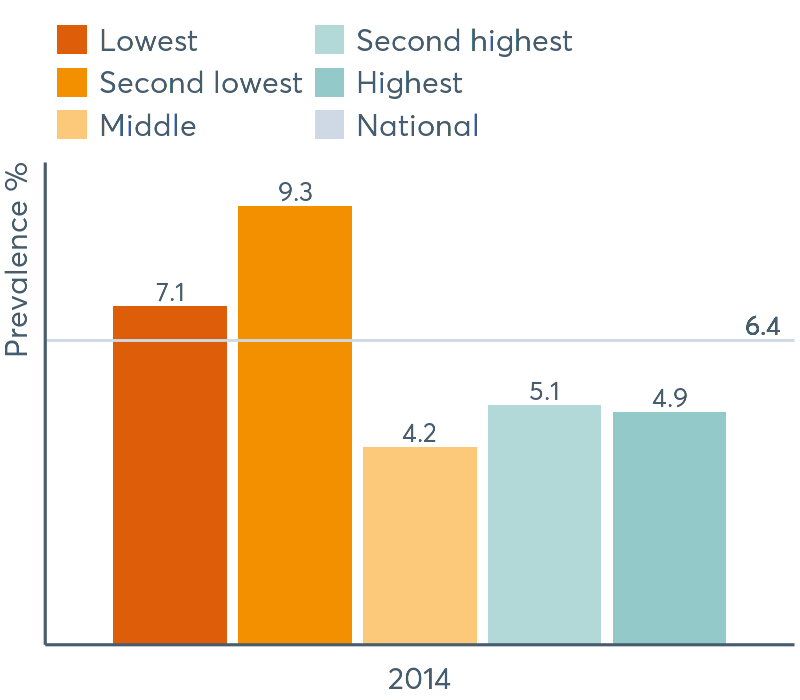 Lowest
Second lowest
Middle
Second highest
Highest
National
Prevalence %
7.1
9.3
4.2
5.1
4.9
6.4
2014